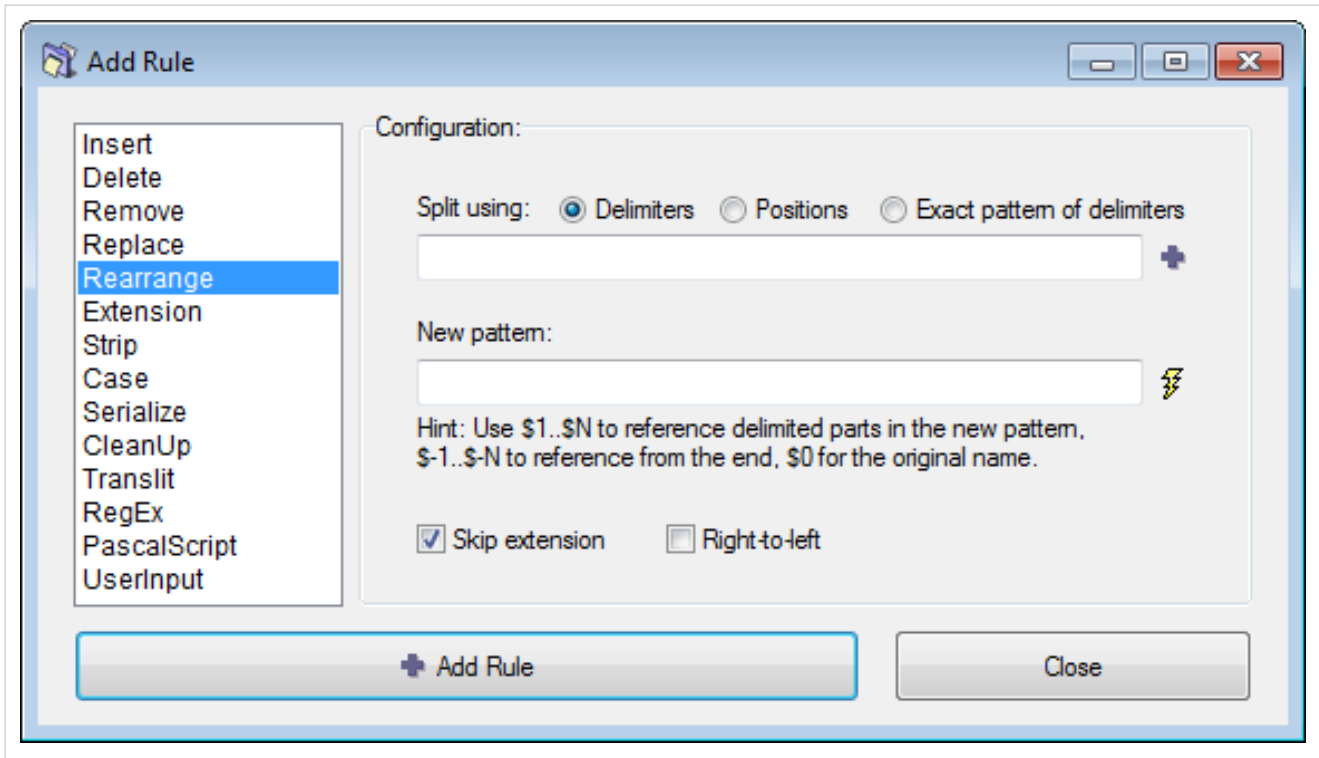 Add Rule
Insert
Delete
Remove
Replace
Rearrange
Extension
Strip
Case
Serialize
CleanUp
Translit
RegEx
PascalScript
UserInput
Configuration:
Split using: Delimiters Positions Exact pattern of delimiters
New pattern:
Hint: Use $1..$N to reference delimited parts in the new pattern,
$-1..$-N to reference from the end, $0 for the original name.
Skip extension Right-to-left
Add Rule Close